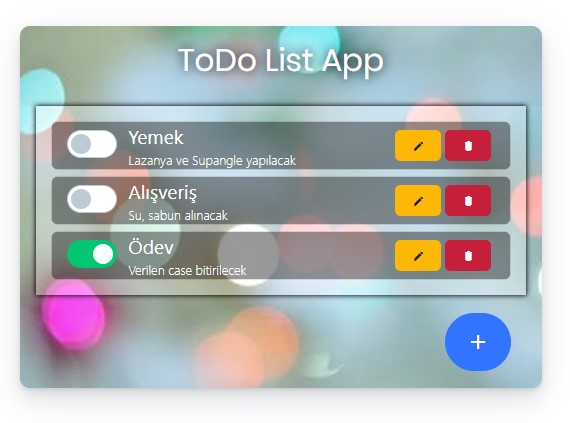 ToDo List App
Yemek
Lazanya ve Supangle yapılacak
Alışveriş
Su, sabun alınacak
Ödev
Verilen case bitirilecek
+